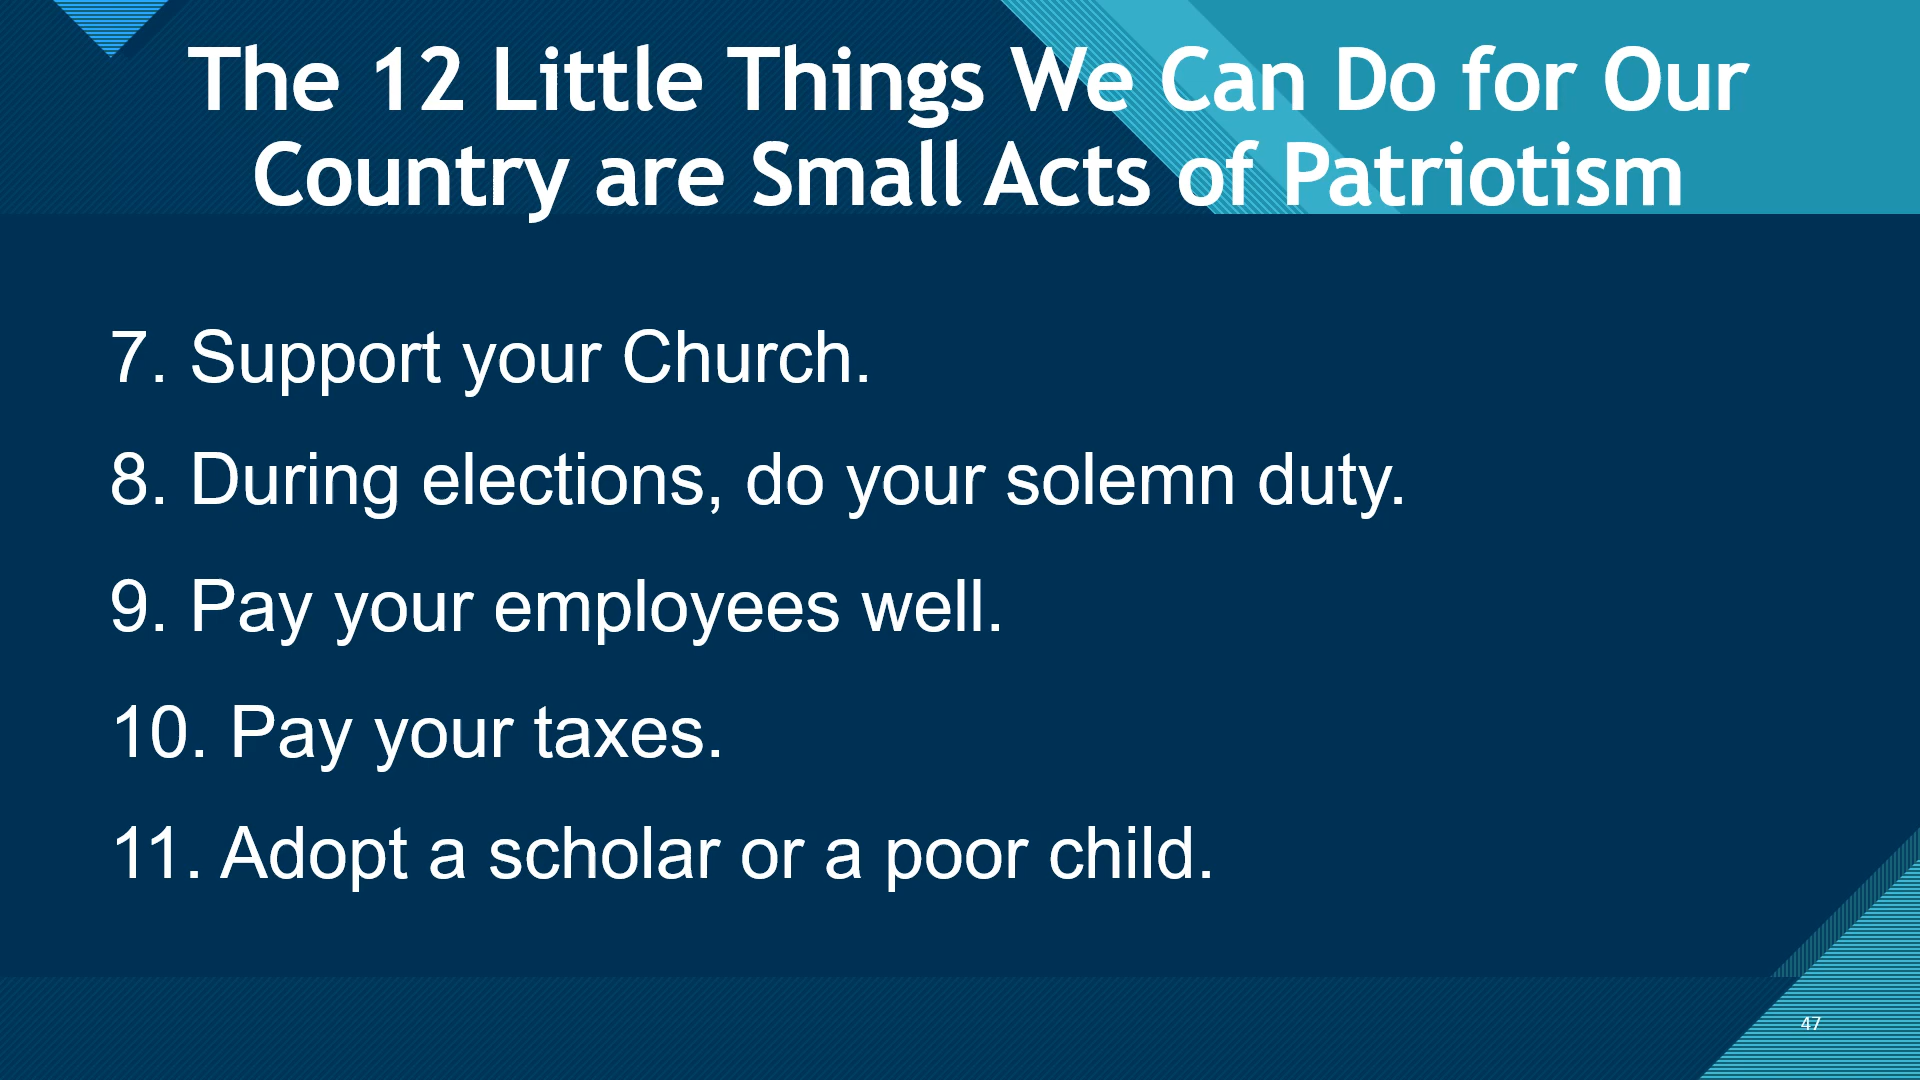 The 12 Little Things We Can Do for Our
Country are Small Acts of Patriotism
7. Support your Church.
8. During elections, do your solemn duty.
9. Pay your employees well.
10. Pay your taxes.
11. Adopt a scholar or a poor child.
47